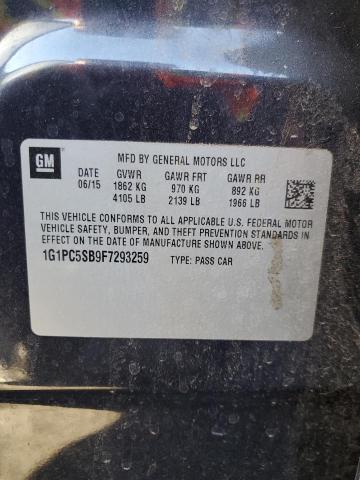 GM
MFD BY GENERAL MOTORS LLC
DATE GVWR GAWR FRT GAWR RR
06/15 1862 KG 970 KG 892 KG
4105 LB 2139 LB 1966 LB
THIS VEHICLE CONFORMS TO ALL APPLICABLE U.S. FEDERAL MOTOR
VEHICLE SAFETY, BUMPER, AND THEFT PREVENTION STANDARDS IN
EFFECT ON THE DATE OF MANUFACTURE SHOWN ABOVE.
1G1PC5SB9F7293259 TYPE: PASS CAR